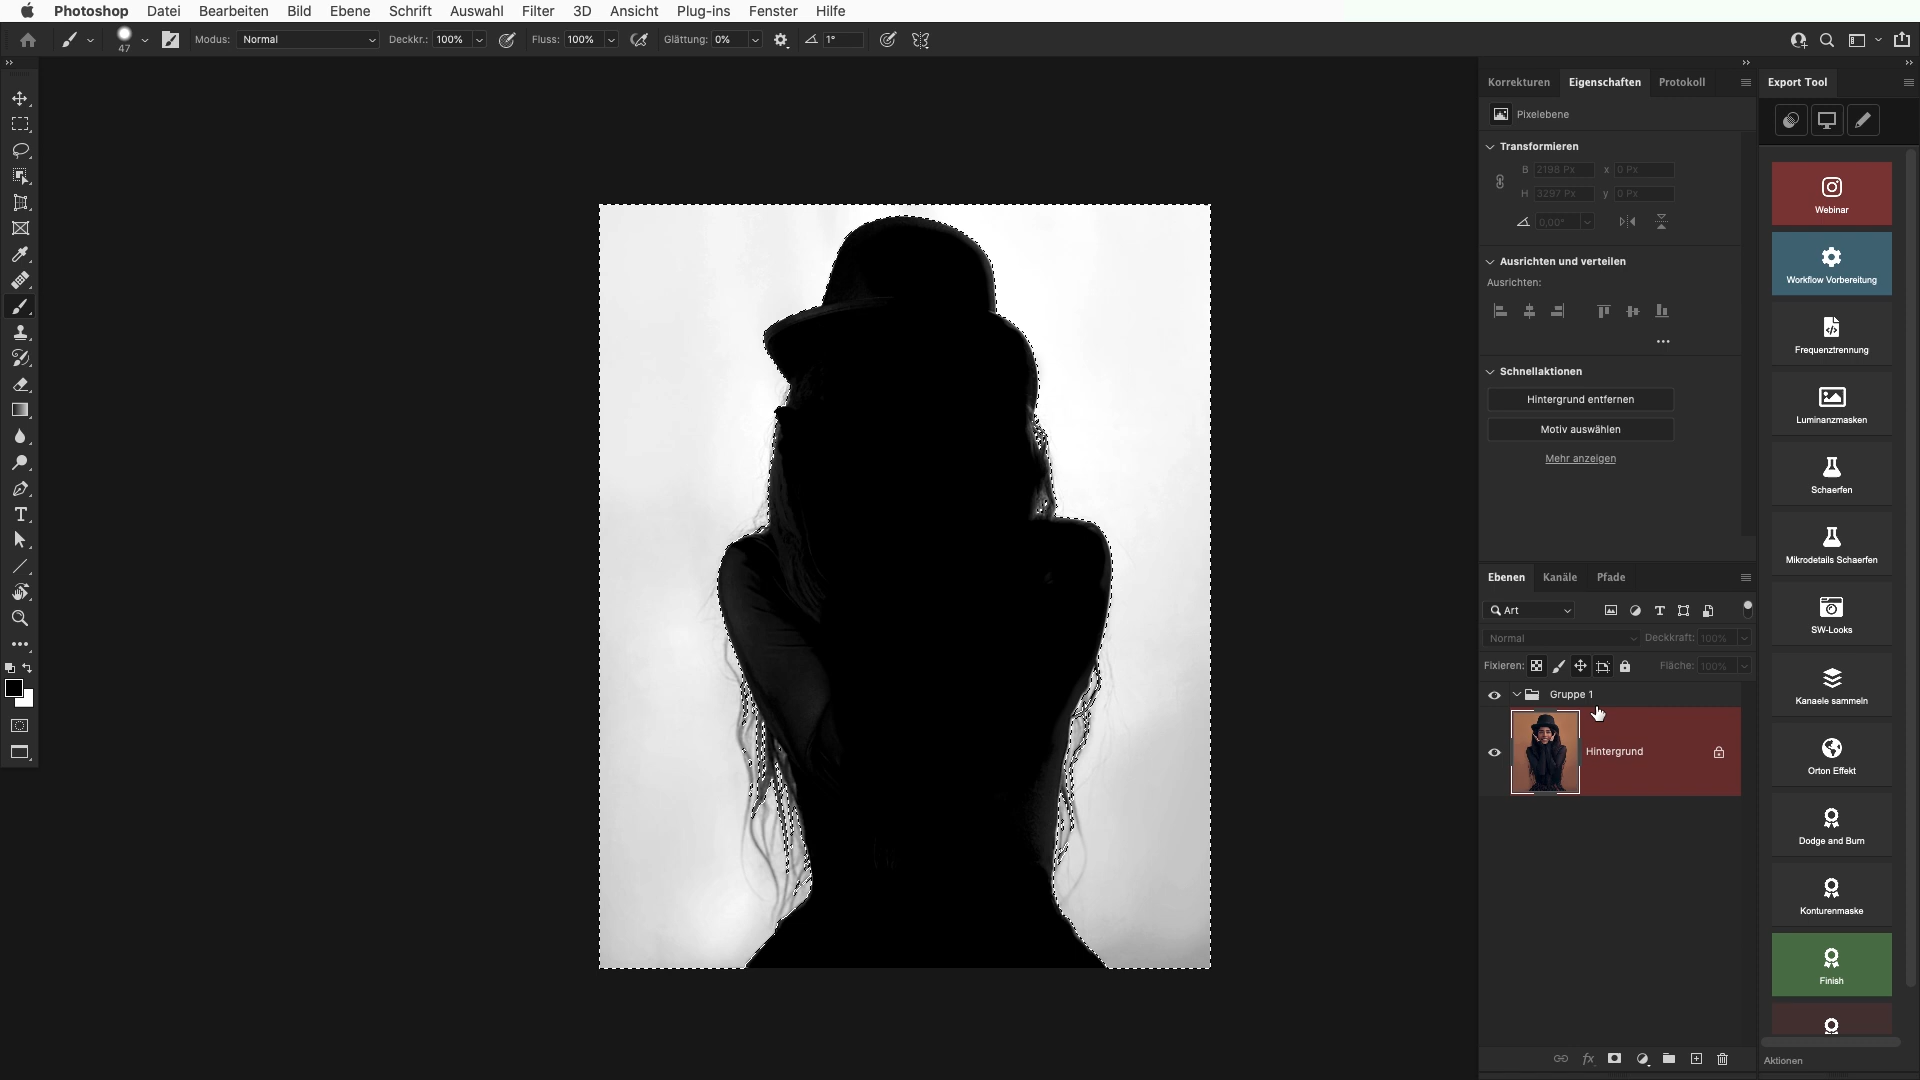 Photoshop Datei Bearbeiten Bild Ebene Schrift Auswahl Filter 3D Ansicht Plug-ins Fenster Hilfe
47 Modus: Normal Deckkr.: 100% Fluss: 100% Glättung: 0% 1°
Korrekturen Eigenschaften Protokoll
Export Tool
Pixelebene
Transformieren
B 2198 Px x 0 Px
H 3297 Px y 0 Px
0,00°
Ausrichten und verteilen
Ausrichten:
Schnellaktionen
Hintergrund entfernen
Motiv auswählen
Mehr anzeigen
Ebenen Kanäle Pfade
Art
Normal Deckkraft: 100%
Fixieren: Fläche: 100%
Gruppe 1
Hintergrund
Webinar
Workflow Vorbereitung
Frequenztrennung
Luminanzmasken
Schaerfen
Mikrodetails Schaerfen
SW-Looks
Kanaele sammeln
Orton Effekt
Dodge and Burn
Konturenmaske
Finish
Aktionen